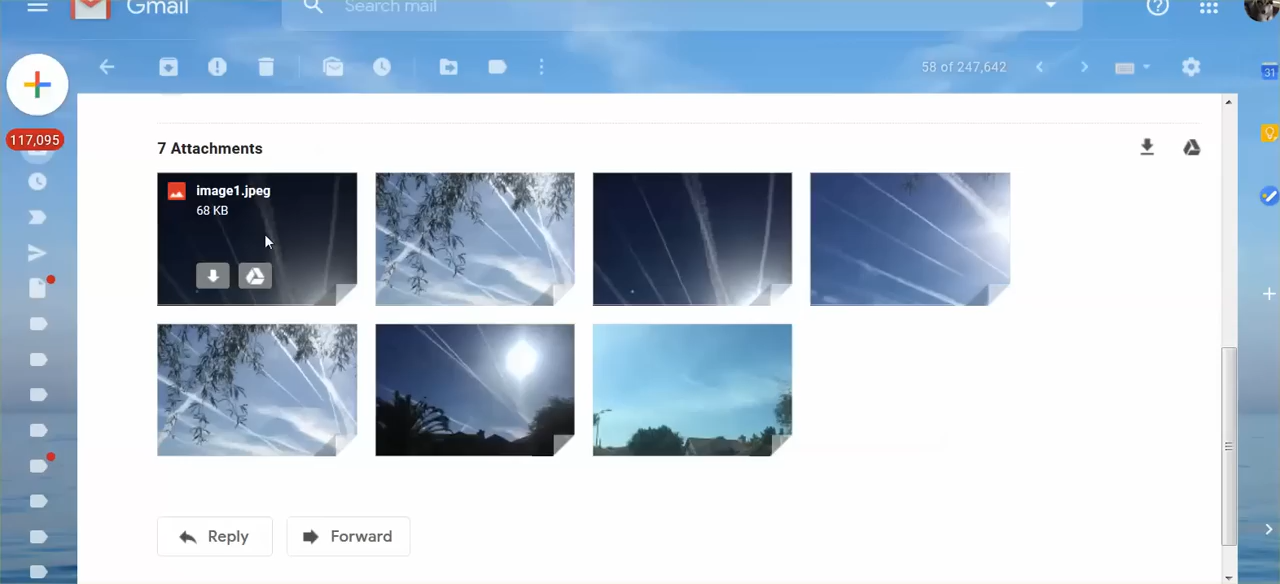 Gmail
Search mail
58 of 247,642
31
117,095
7 Attachments
image1.jpeg
68 KB
Reply
Forward